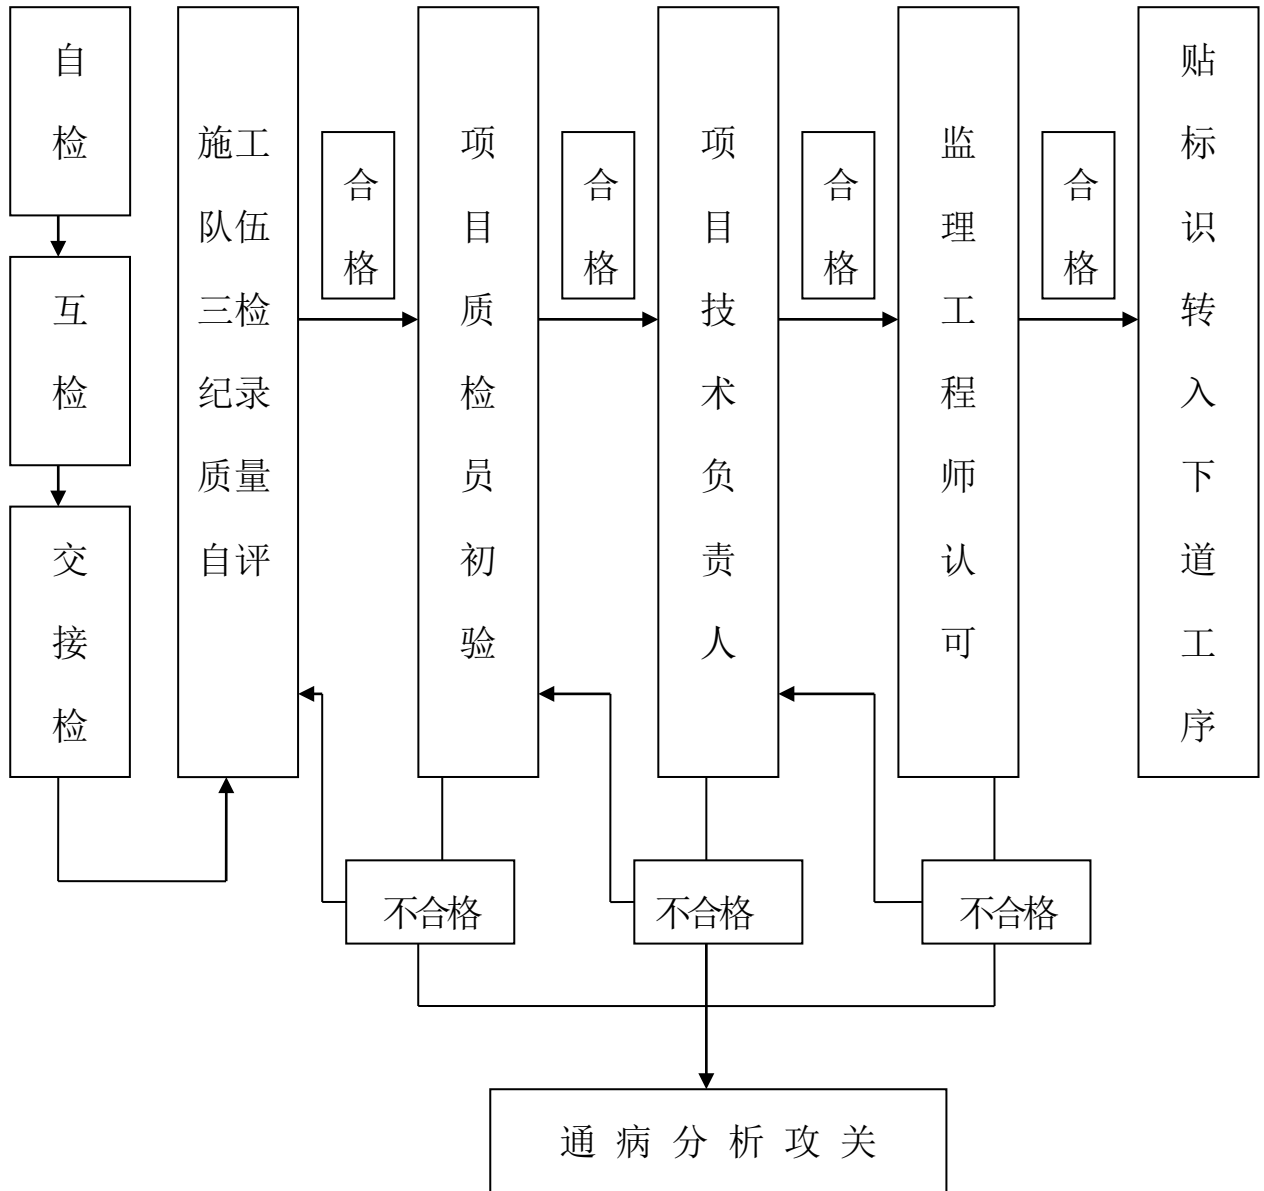 自检
互检
交接检
施工
队伍
三检
纪录
质量
自评
合格
项目质检员初验
合格
项目技术负责人
合格
监理工程师认可
合格
贴标识转入下道工序
不合格
不合格
不合格
通病分析攻关